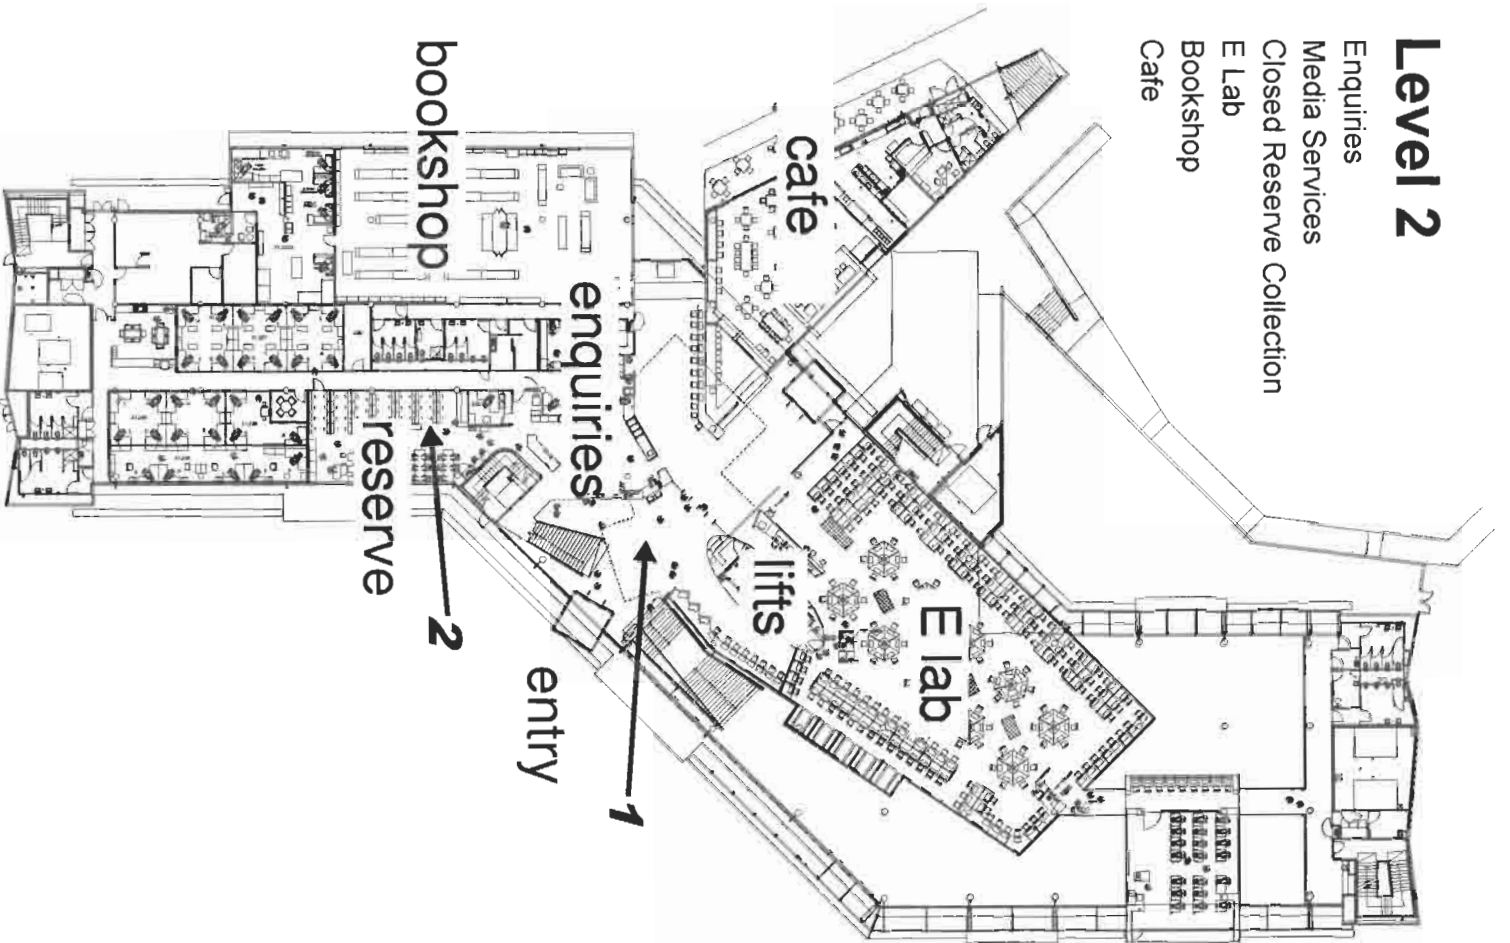 Level 2
Enquiries
Media Services
Closed Reserve Collection
E Lab
Bookshop
Cafe
cafe
bookshop
enquiries
reserve
lifts
E lab
entry
1
2